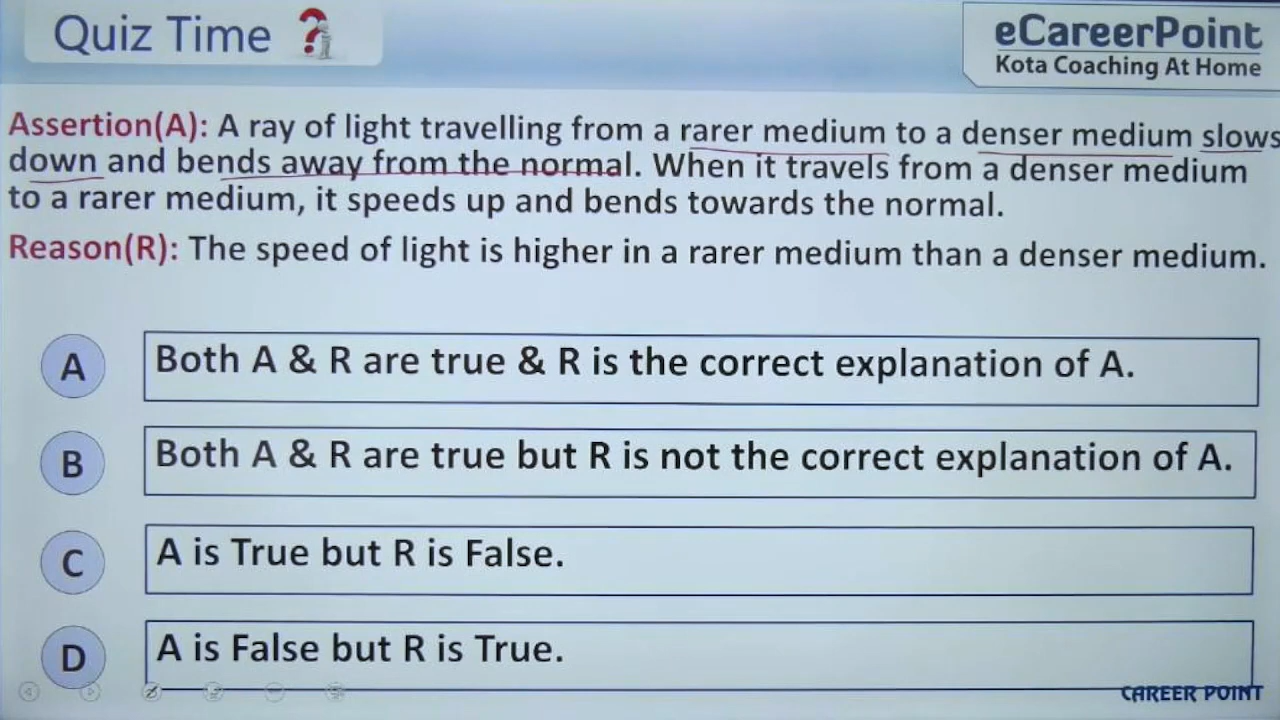 Quiz Time
eCareerPoint
Kota Coaching At Home
Assertion(A): A ray of light travelling from a rarer medium to a denser medium slows
down and bends away from the normal. When it travels from a denser medium
to a rarer medium, it speeds up and bends towards the normal.
Reason(R): The speed of light is higher in a rarer medium than a denser medium.
A Both A & R are true & R is the correct explanation of A.
B Both A & R are true but R is not the correct explanation of A.
C A is True but R is False.
D A is False but R is True.
CAREER POINT